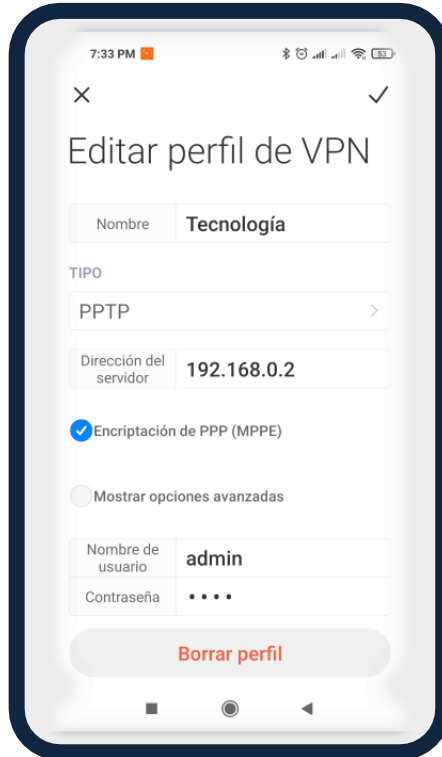 7:33 PM
53
Editar perfil de VPN
Nombre
Tecnología
TIPO
PPTP
Dirección del
servidor
192.168.0.2
Encriptación de PPP (MPPE)
Mostrar opciones avanzadas
Nombre de
usuario
admin
Contraseña
••••
Borrar perfil